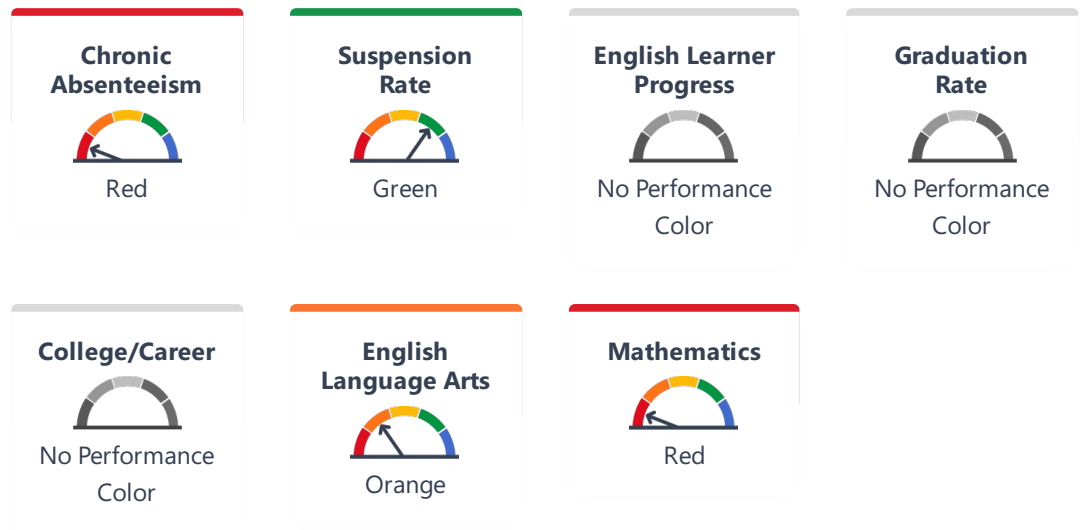 Chronic
Absenteeism
Red
Suspension
Rate
Green
English Learner
Progress
No Performance
Color
Graduation
Rate
No Performance
Color
College/Career
No Performance
Color
English
Language Arts
Orange
Mathematics
Red